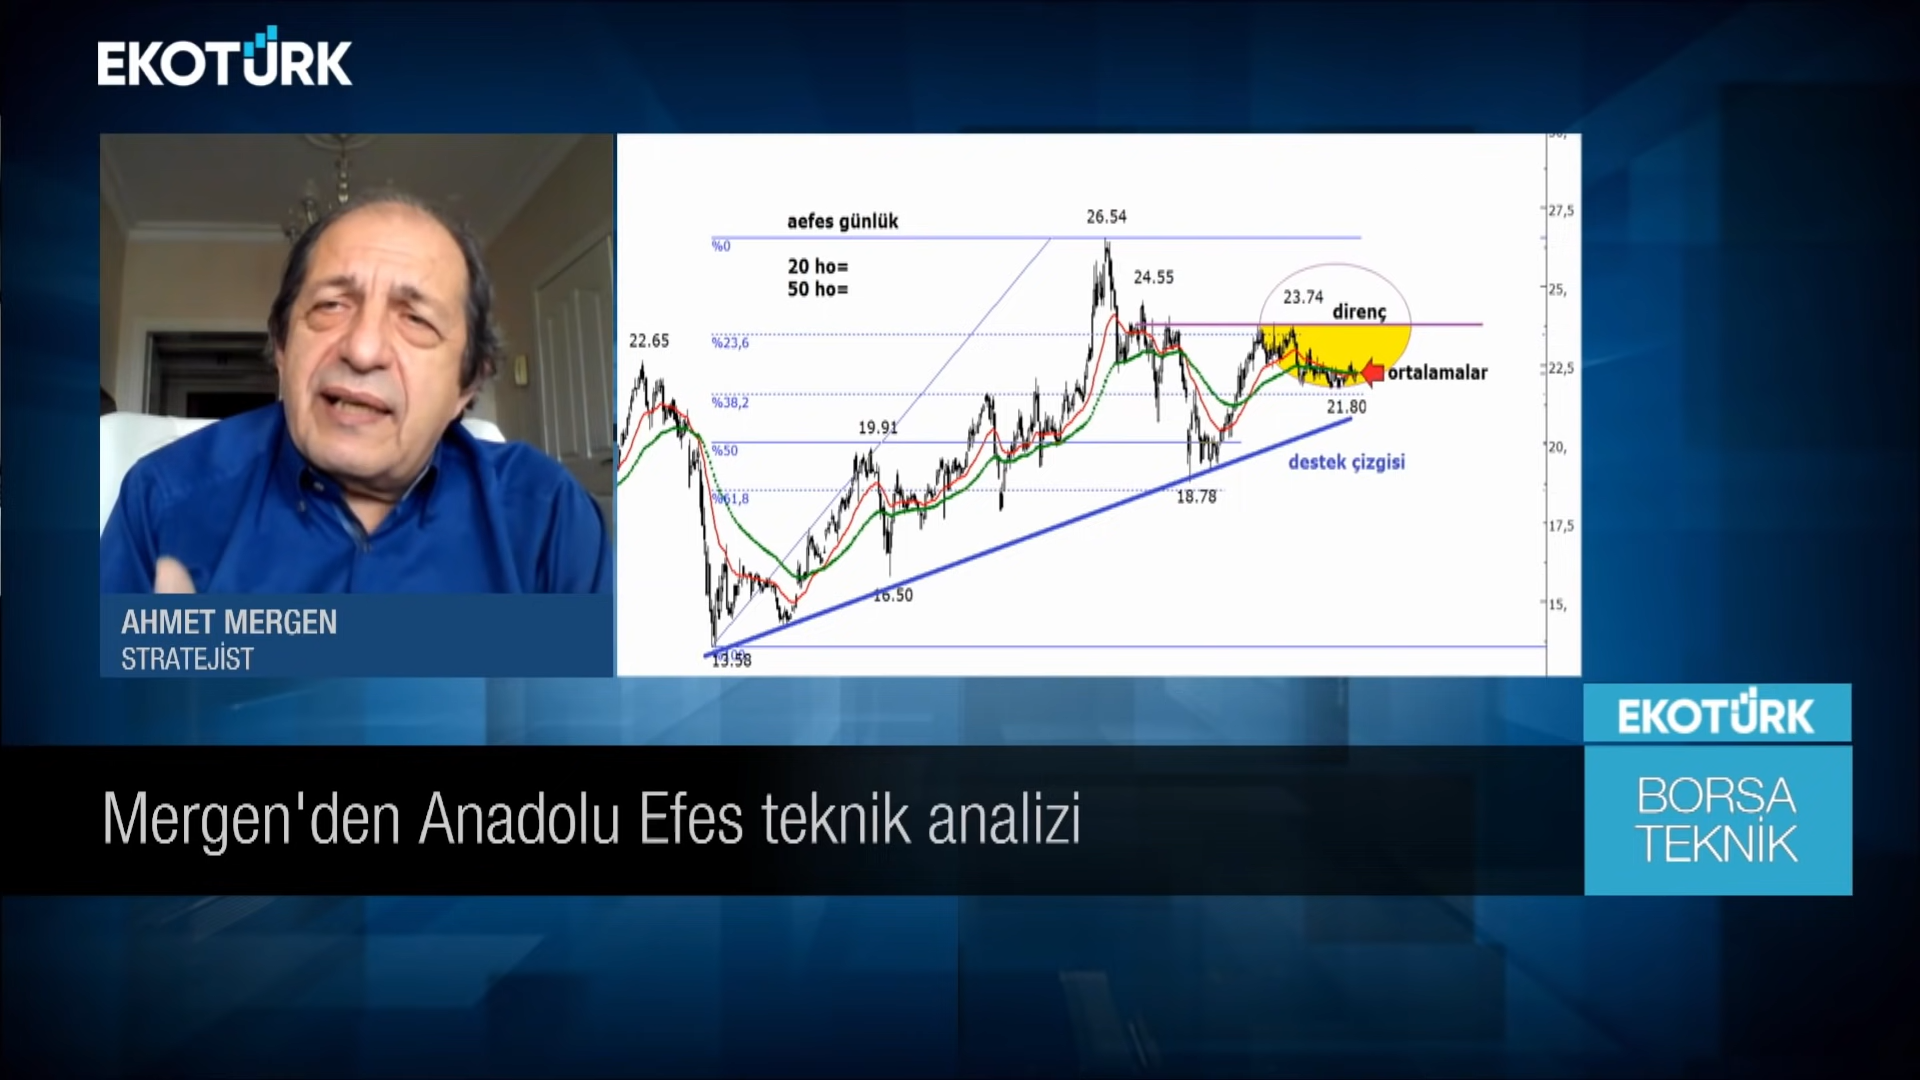 EKOTÜRK
aefes günlük
20 ho=
50 ho=
%0
%23,6
%38,2
%50
%61,8
22.65
19.91
26.54
24.55
23.74
direnç
ortalamalar
21.80
destek çizgisi
18.78
16.50
13.58
27,5
25,
22,5
20,
17,5
15,
AHMET MERGEN
STRATEJİST
EKOTÜRK
BORSA
TEKNİK
Mergen'den Anadolu Efes teknik analizi